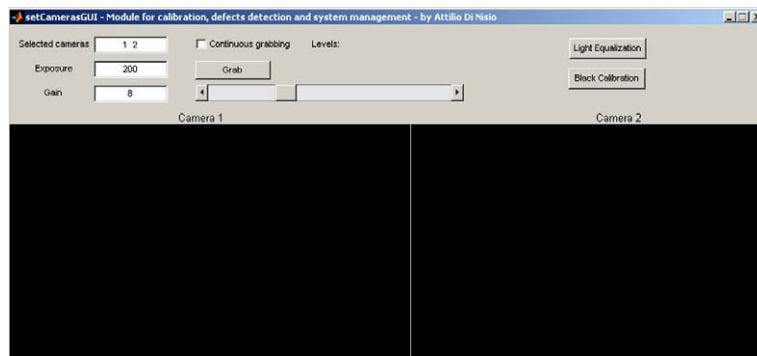 setCamerasGUI - Module for calibration, defects detection and system management - by Attilio Di Nisio
Selected cameras 1 2 Continuous grabbing Levels: Light Equalization
Exposure 200 Grab Black Calibration
Gain 8
Camera 1 Camera 2